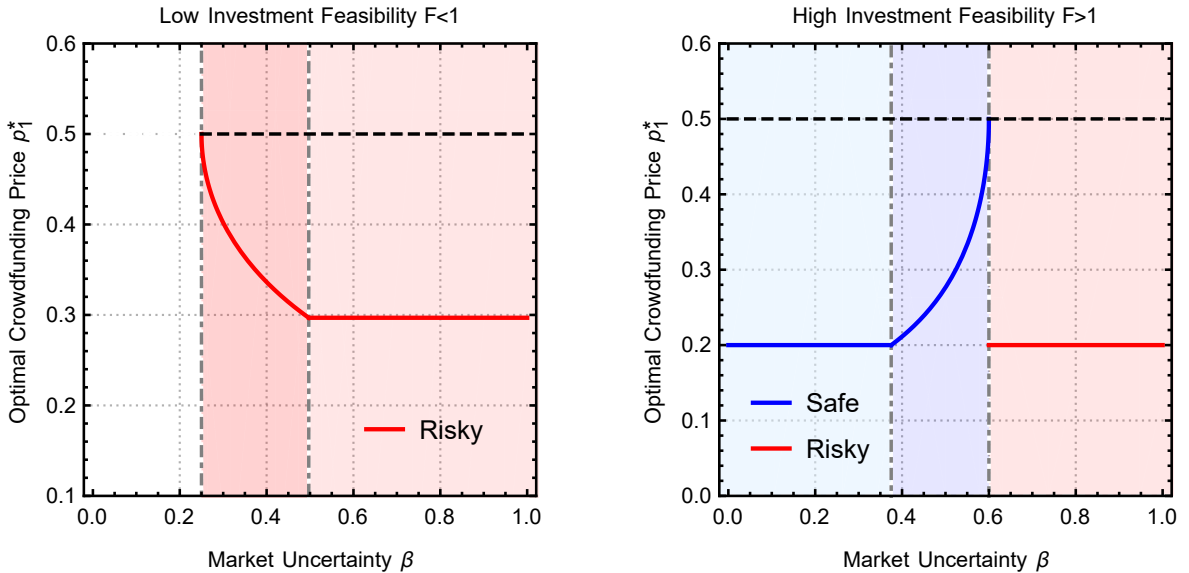 Low Investment Feasibility F<1
Optimal Crowdfunding Price p₁*
0.6
0.5
0.4
0.3
0.2
0.1
Risky
0.0 0.2 0.4 0.6 0.8 1.0
Market Uncertainty β
High Investment Feasibility F>1
Optimal Crowdfunding Price p₁*
0.6
0.5
0.4
0.3
0.2
0.1
0.0
Safe
Risky
0.0 0.2 0.4 0.6 0.8 1.0
Market Uncertainty β